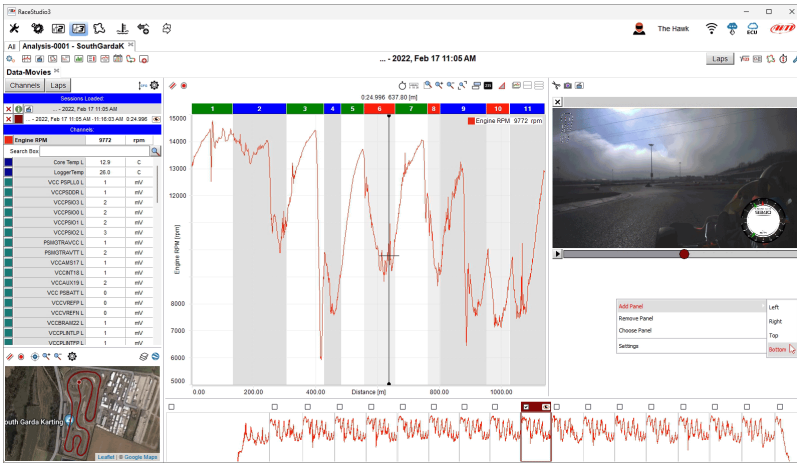 RaceStudio3
The Hawk
ECU
All Analysis-0001 - SouthGardaK
... - 2022, Feb 17 11:05 AM
Laps
Data-Movies
Channels Laps
Sessions Loaded:
... - 2022, Feb 17 11:05 AM
... - 2022, Feb 17 11:05 AM -11:16:03 AM 0:24.996
Channels:
Engine RPM 9772 rpm
Search Box
Core Temp L 12.9 C
LoggerTemp 26.0 C
VCC PSPLL0 L 1 mV
VCCPSDDR L 1 mV
VCCPSIO3 L 2 mV
VCCPSIO0 L 2 mV
VCCPSIO1 L 2 mV
VCCPSIO2 L 3 mV
PSMGTRAVCC L 1 mV
PSMGTRAVTT L 1 mV
VCCAMS17 L 1 mV
VCCINT18 L 1 mV
VCCAUX19 L 2 mV
VCC PSBATT L 0 mV
VCCVREFP L 0 mV
VCCVREFN L 0 mV
VCCBRAM22 L 1 mV
VCCPLINTLP L 1 mV
VCCPLINTFP L 1 mV
South Garda Karting
Leaflet | © Google Maps
0:24.996 637.80 [m]
1 2 3 4 5 6 7 8 9 10 11
Engine RPM 9772 rpm
15000
14000
13000
12000
8000
7000
6000
5000
Engine RPM [rpm]
0.00 200.00 400.00 600.00 800.00 1000.00
Distance [m]
Add Panel
Remove Panel
Choose Panel
Settings
Left
Right
Top
Bottom